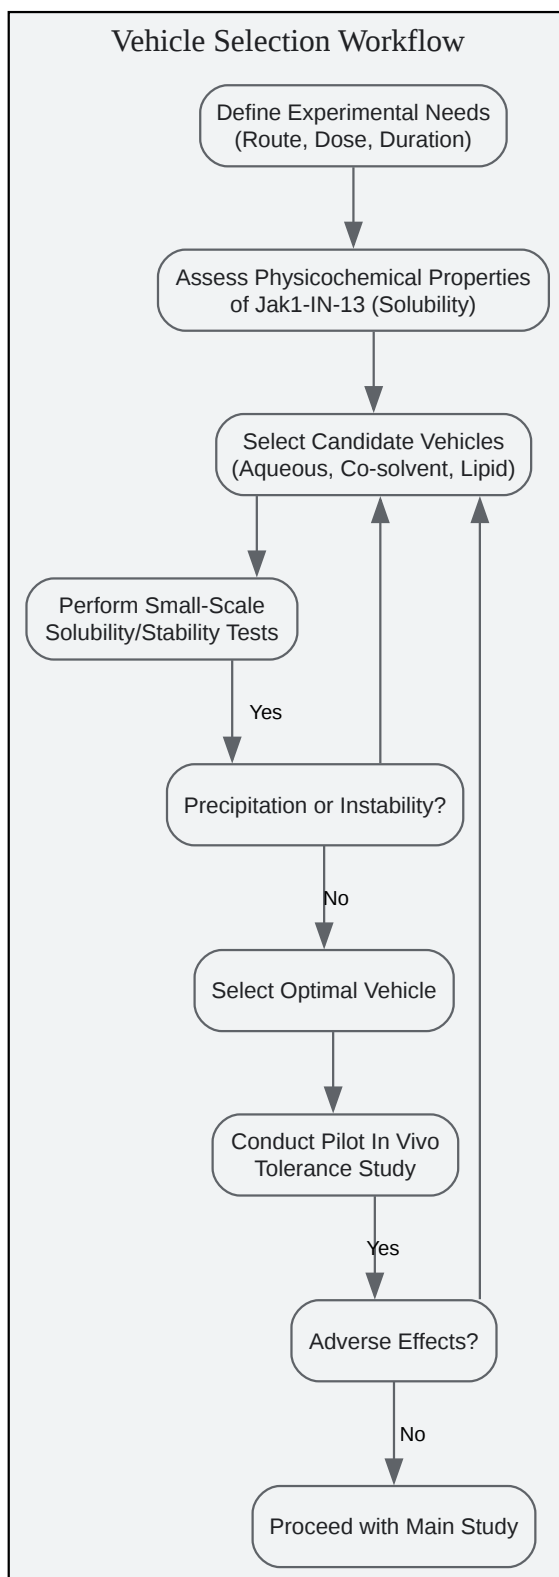 Vehicle Selection Workflow
Define Experimental Needs
(Route, Dose, Duration)
Assess Physicochemical Properties
of Jak1-IN-13 (Solubility)
Select Candidate Vehicles
(Aqueous, Co-solvent, Lipid)
Perform Small-Scale
Solubility/Stability Tests
Yes
Precipitation or Instability?
No
Select Optimal Vehicle
Conduct Pilot In Vivo
Tolerance Study
Yes
Adverse Effects?
No
Proceed with Main Study